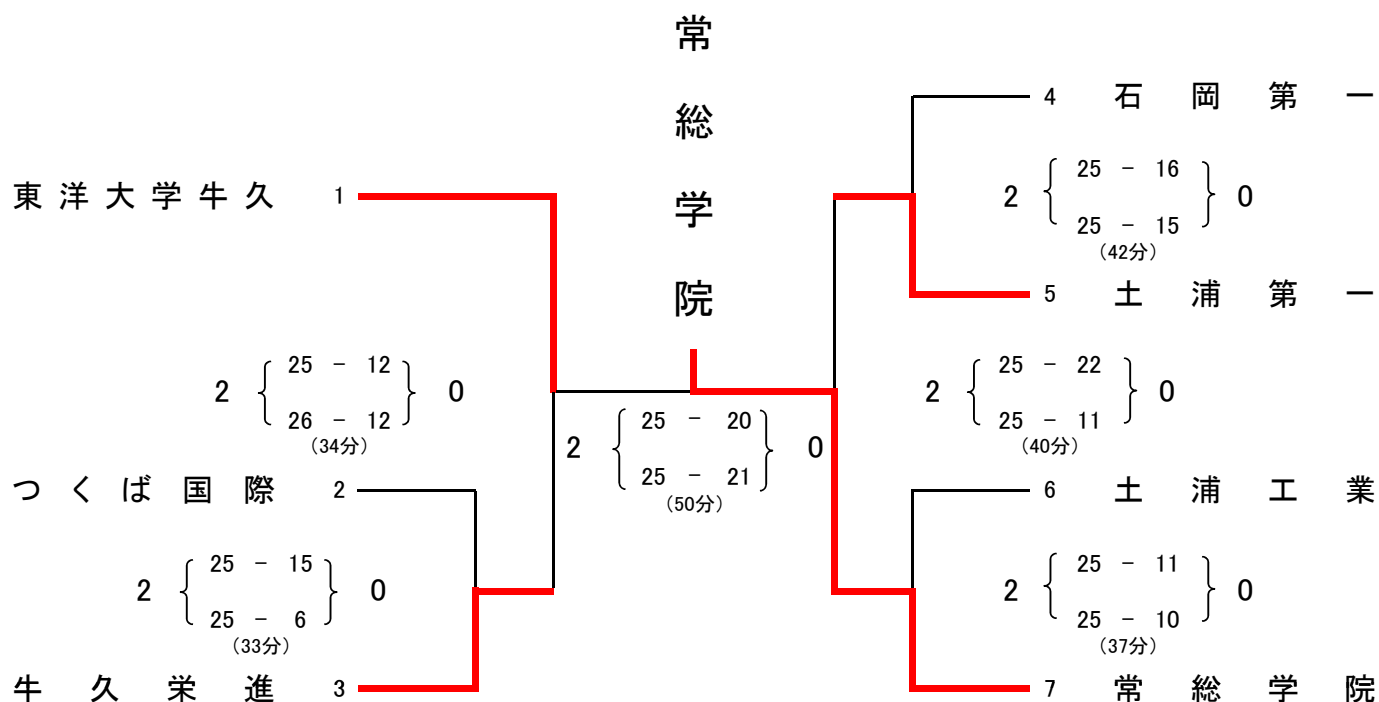 常総学院
東洋大学牛久 1
2 25 － 12 0
26 － 12
(34分)
つくば国際 2
2 25 － 15 0
25 － 6
(33分)
牛久栄進 3
2 25 － 20 0
25 － 21
(50分)
4 石岡第一
2 25 － 16 0
25 － 15
(42分)
5 土浦第一
2 25 － 22 0
25 － 11
(40分)
6 土浦工業
2 25 － 11 0
25 － 10
(37分)
7 常総学院